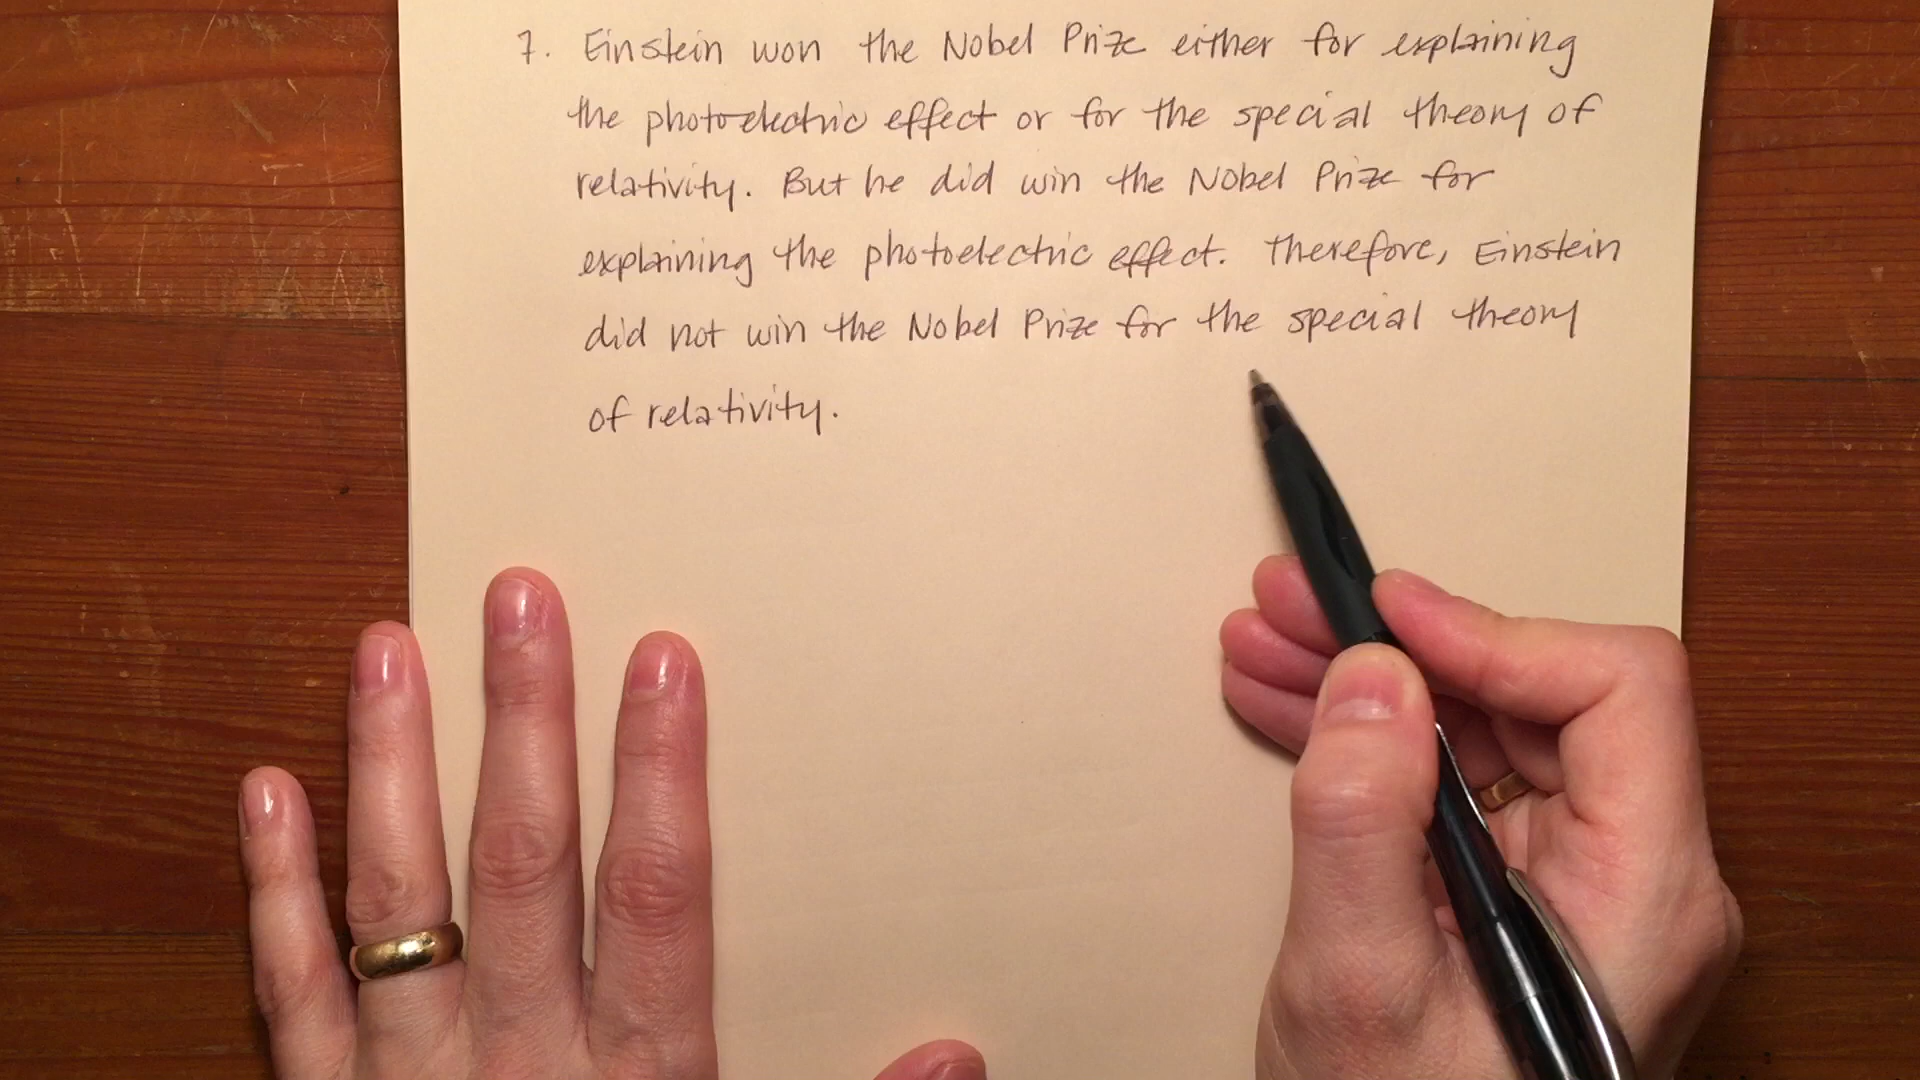 7. Einstein won the Nobel Prize either for explaining
the photoelectric effect or for the special theory of
relativity. But he did win the Nobel Prize for
explaining the photoelectric effect. Therefore, Einstein
did not win the Nobel Prize for the special theory
of relativity.